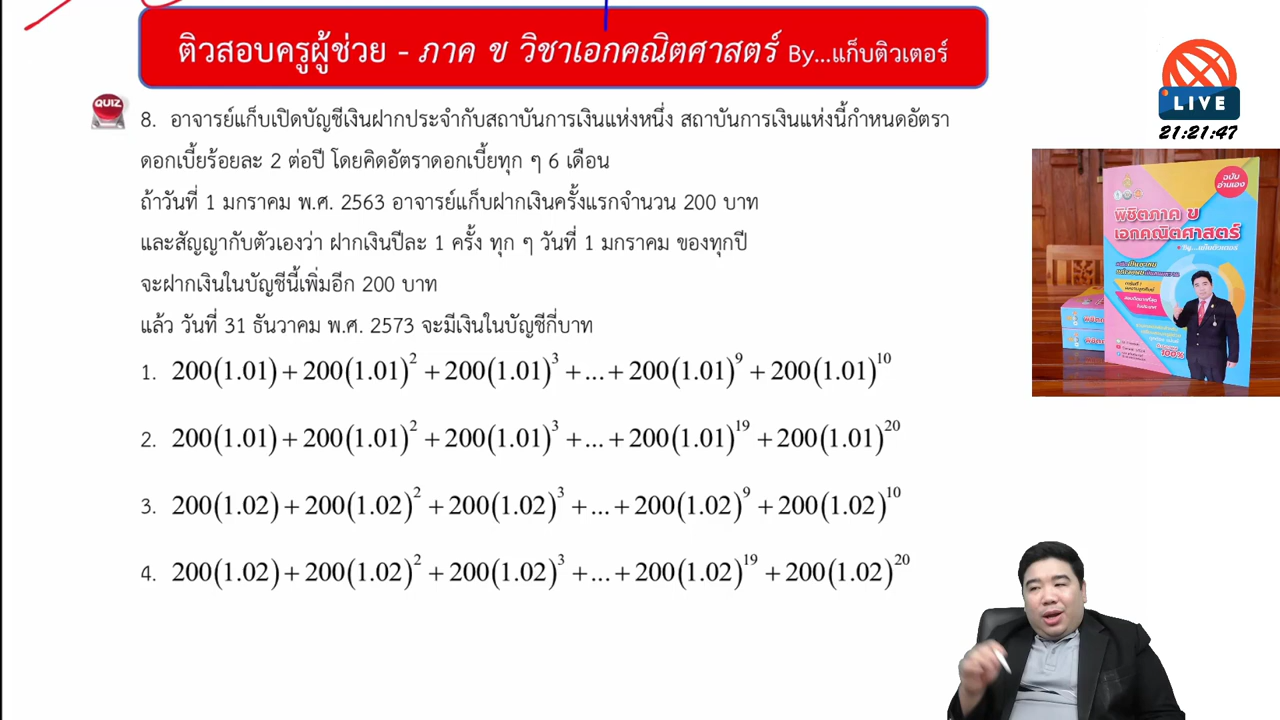 ติวสอบครูผู้ช่วย - ภาค ข วิชาเอกคณิตศาสตร์ By...แก็บติวเตอร์
LIVE
21:21:47
QUIZ
8. อาจารย์แก็บเปิดบัญชีเงินฝากประจำกับสถาบันการเงินแห่งหนึ่ง สถาบันการเงินแห่งนี้กำหนดอัตรา
ดอกเบี้ยร้อยละ 2 ต่อปี โดยคิดอัตราดอกเบี้ยทุก ๆ 6 เดือน
ถ้าวันที่ 1 มกราคม พ.ศ. 2563 อาจารย์แก็บฝากเงินครั้งแรกจำนวน 200 บาท
และสัญญากับตัวเองว่า ฝากเงินปีละ 1 ครั้ง ทุก ๆ วันที่ 1 มกราคม ของทุกปี
จะฝากเงินในบัญชีนี้เพิ่มอีก 200 บาท
แล้ว วันที่ 31 ธันวาคม พ.ศ. 2573 จะมีเงินในบัญชีกี่บาท
1. 200(1.01)+200(1.01)²+200(1.01)³+...+200(1.01)⁹+200(1.01)¹⁰
2. 200(1.01)+200(1.01)²+200(1.01)³+...+200(1.01)¹⁹+200(1.01)²⁰
3. 200(1.02)+200(1.02)²+200(1.02)³+...+200(1.02)⁹+200(1.02)¹⁰
4. 200(1.02)+200(1.02)²+200(1.02)³+...+200(1.02)¹⁹+200(1.02)²⁰
ฉบับ
อ่านเอง
พิชิตภาค ข
เอกคณิตศาสตร์
By...แก็บติวเตอร์
100%